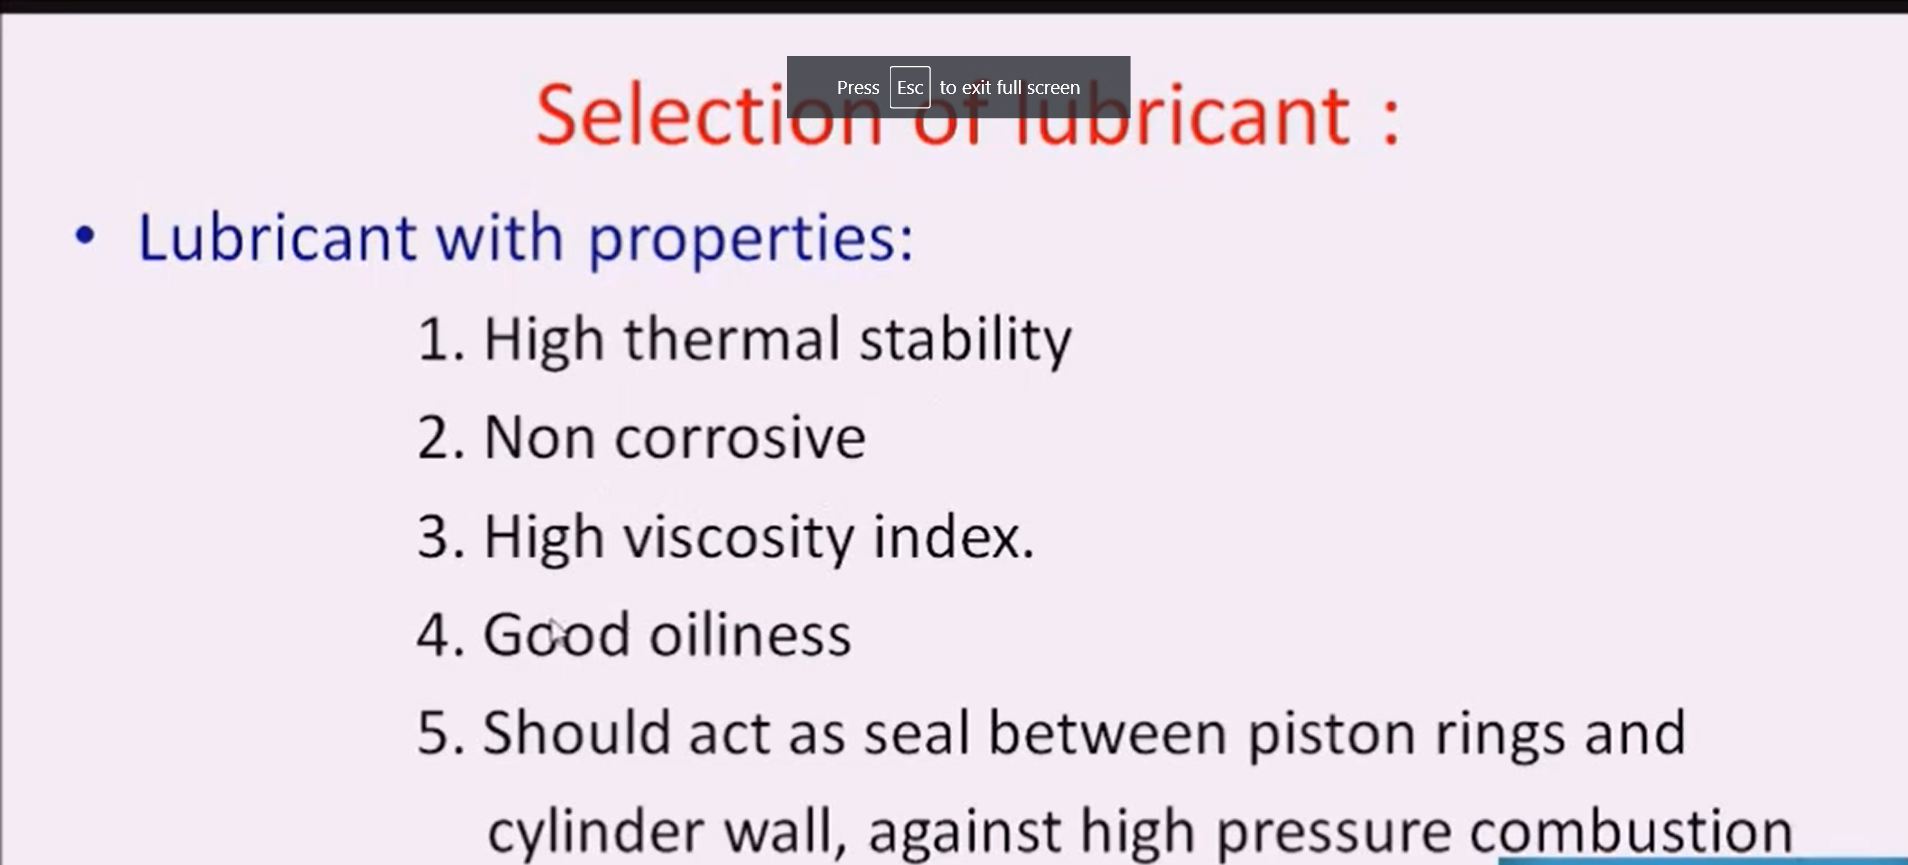 Press Esc to exit full screen
Selection of lubricant :
• Lubricant with properties:
1. High thermal stability
2. Non corrosive
3. High viscosity index.
4. Good oiliness
5. Should act as seal between piston rings and
cylinder wall, against high pressure combustion